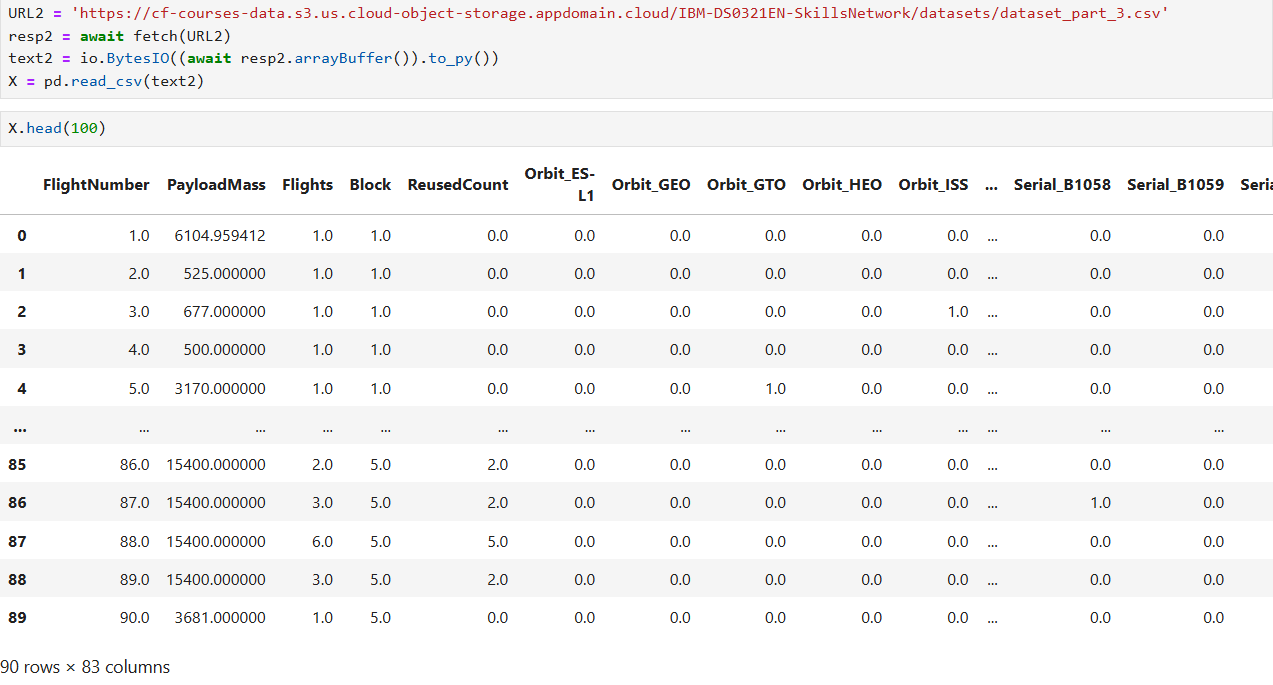 URL2 = 'https://cf-courses-data.s3.us.cloud-object-storage.appdomain.cloud/IBM-DS0321EN-SkillsNetwork/datasets/dataset_part_3.csv'
resp2 = await fetch(URL2)
text2 = io.BytesIO((await resp2.arrayBuffer()).to_py())
X = pd.read_csv(text2)
X.head(100)
FlightNumber PayloadMass Flights Block ReusedCount Orbit_ES-L1 Orbit_GEO Orbit_GTO Orbit_HEO Orbit_ISS ... Serial_B1058 Serial_B1059
0 1.0 6104.959412 1.0 1.0 0.0 0.0 0.0 0.0 0.0 0.0 ... 0.0 0.0
1 2.0 525.000000 1.0 1.0 0.0 0.0 0.0 0.0 0.0 0.0 ... 0.0 0.0
2 3.0 677.000000 1.0 1.0 0.0 0.0 0.0 0.0 0.0 1.0 ... 0.0 0.0
3 4.0 500.000000 1.0 1.0 0.0 0.0 0.0 0.0 0.0 0.0 ... 0.0 0.0
4 5.0 3170.000000 1.0 1.0 0.0 0.0 0.0 1.0 0.0 0.0 ... 0.0 0.0
... ... ... ... ... ... ... ... ... ... ... ... ... ...
85 86.0 15400.000000 2.0 5.0 2.0 0.0 0.0 0.0 0.0 0.0 ... 0.0 0.0
86 87.0 15400.000000 3.0 5.0 2.0 0.0 0.0 0.0 0.0 0.0 ... 1.0 0.0
87 88.0 15400.000000 6.0 5.0 5.0 0.0 0.0 0.0 0.0 0.0 ... 0.0 0.0
88 89.0 15400.000000 3.0 5.0 2.0 0.0 0.0 0.0 0.0 0.0 ... 0.0 0.0
89 90.0 3681.000000 1.0 5.0 0.0 0.0 0.0 0.0 0.0 0.0 ... 0.0 0.0
90 rows × 83 columns